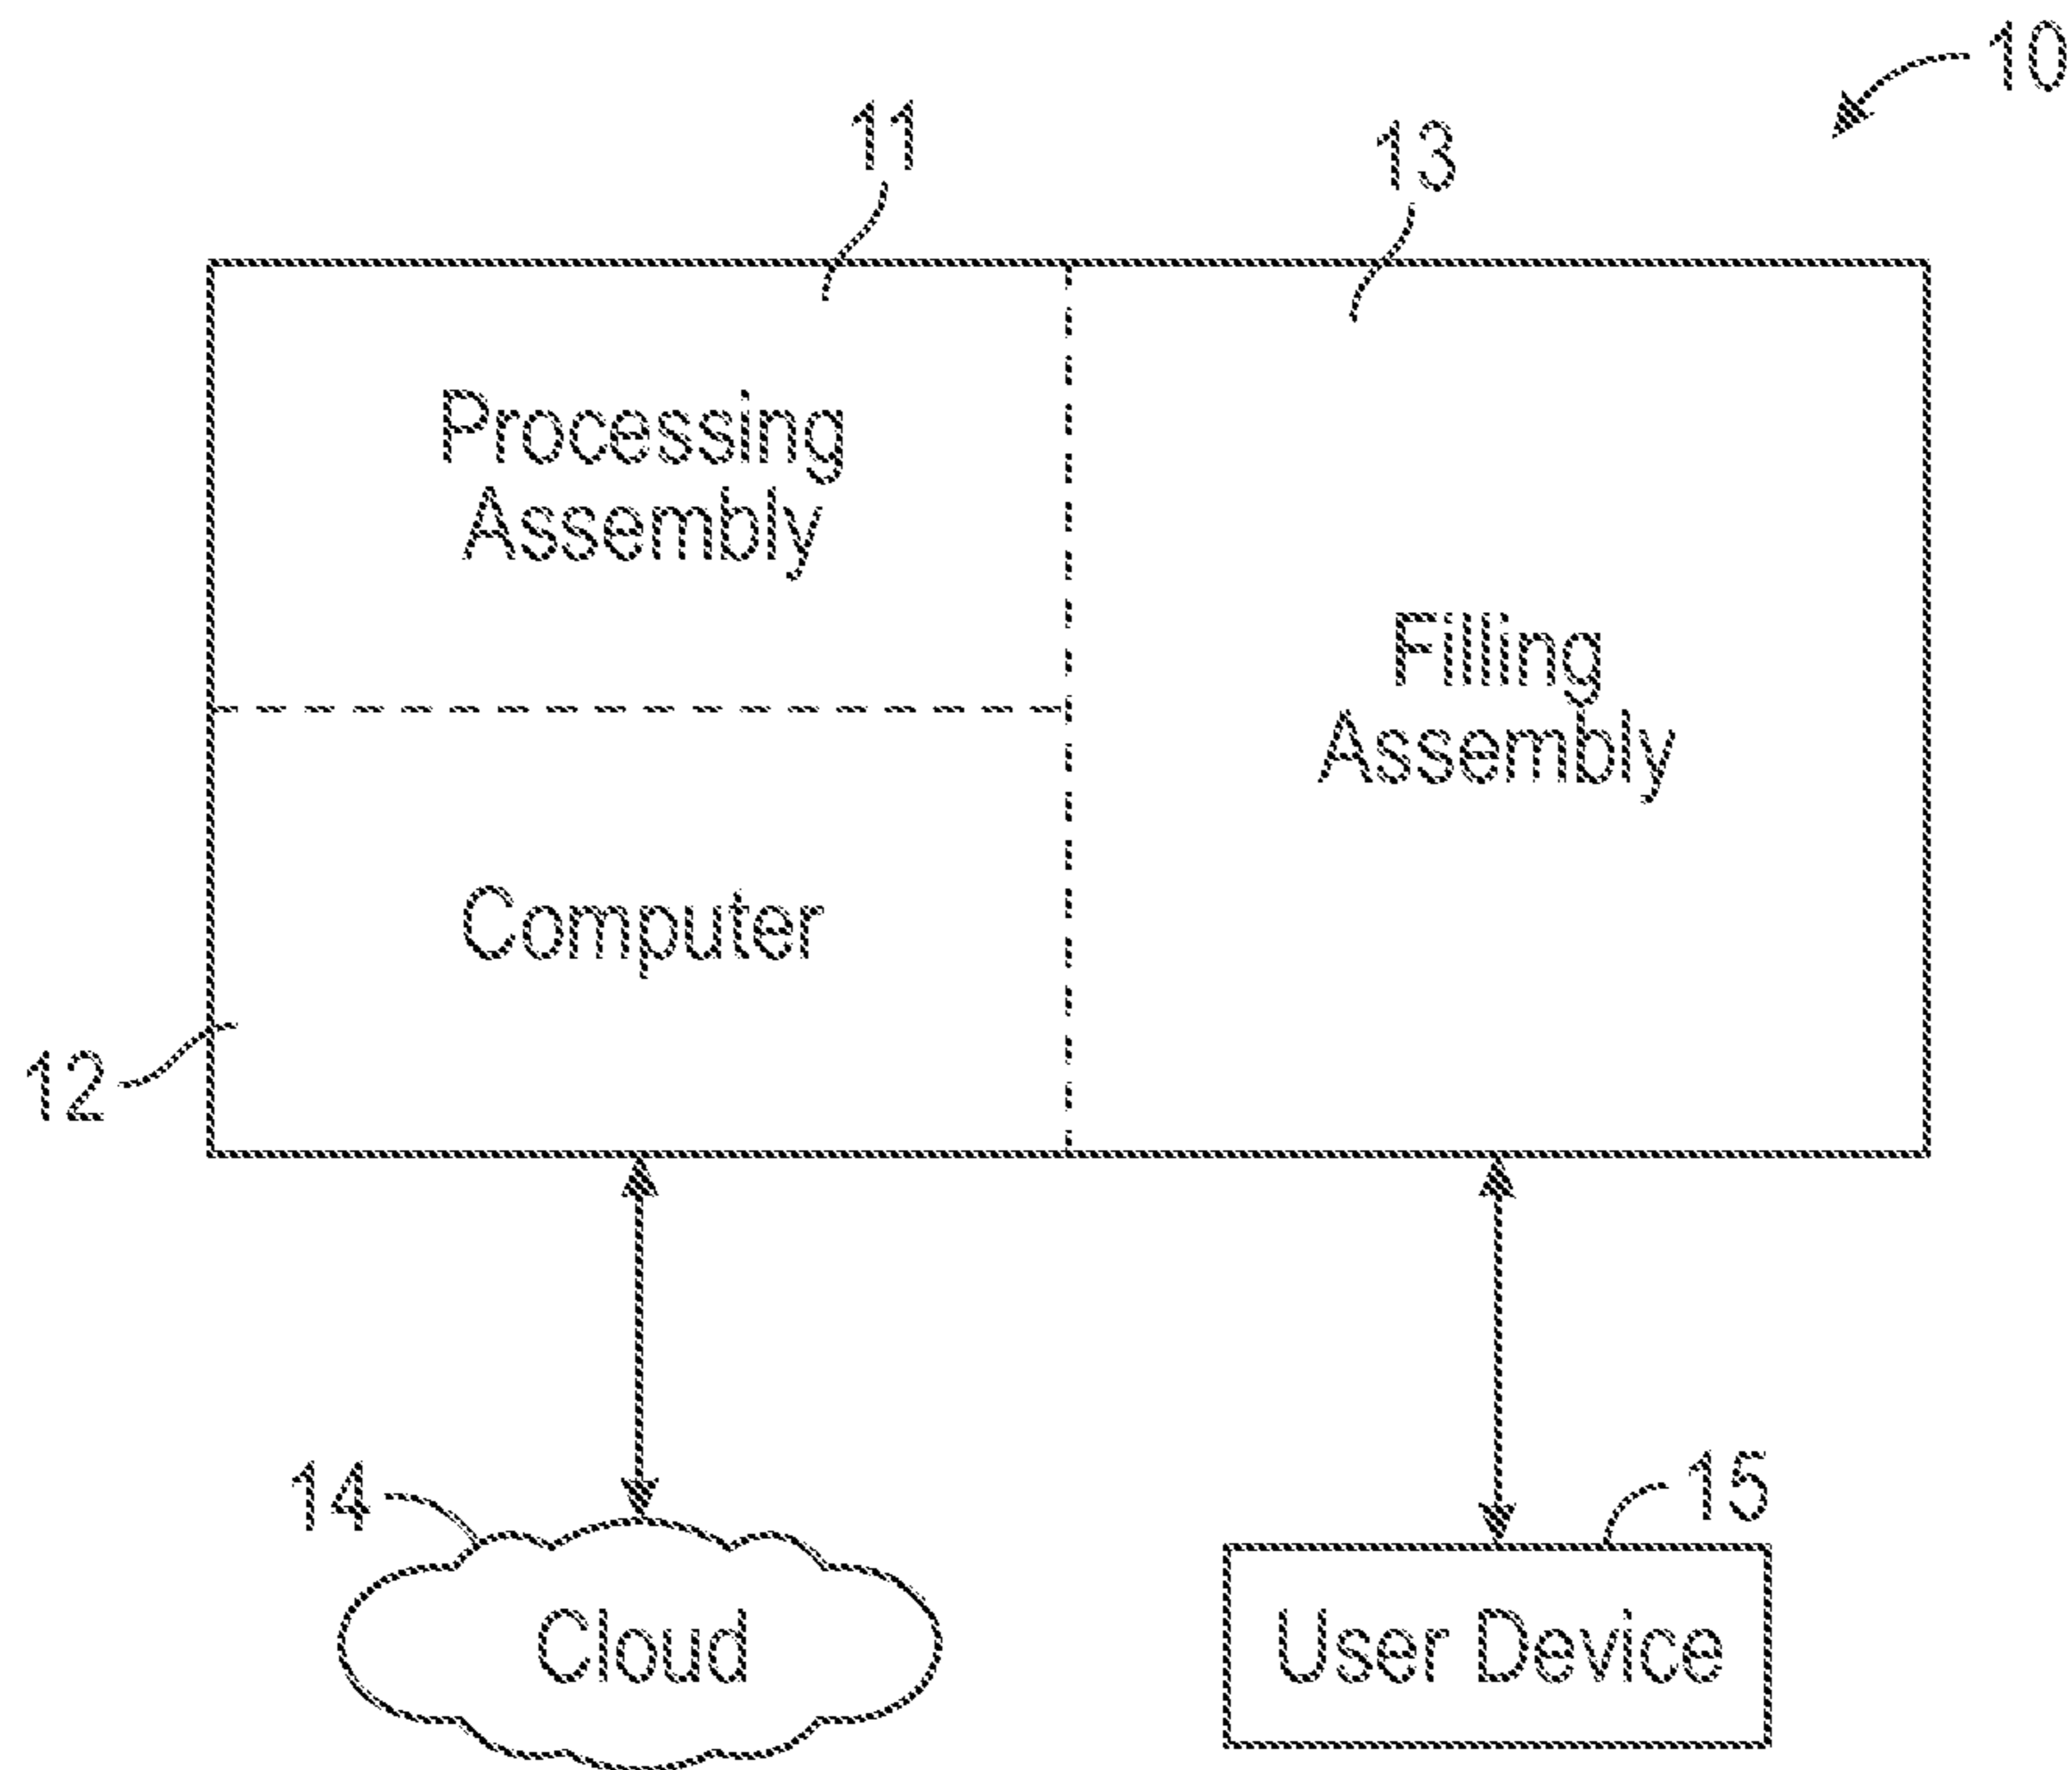 10
11
13
Processing
Assembly
Filling
Assembly
Computer
12
14
15
Cloud
User Device